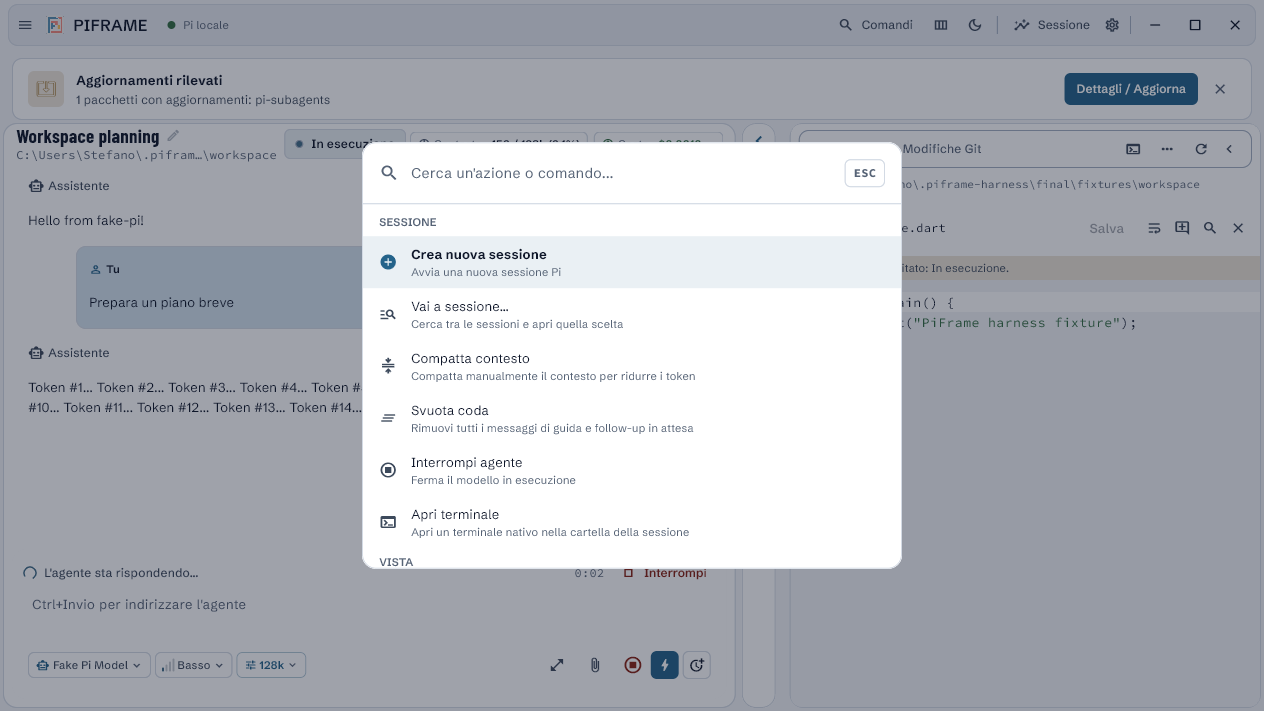 PIFRAME
Pi locale
Comandi
Sessione
Aggiornamenti rilevati
1 pacchetti con aggiornamenti: pi-subagents
Dettagli / Aggiorna
Workspace planning
C:\Users\Stefano\.pifram…\workspace
Modifiche Git
\.piframe-harness\final\fixtures\workspace
e.dart
Salva
In esecuzione.
() {
("PiFrame harness fixture");
Assistente
Hello from fake-pi!
Tu
Prepara un piano breve
Assistente
Token #1... Token #2... Token #3... Token #4... Token #
#10... Token #11... Token #12... Token #13... Token #14...
Cerca un'azione o comando...
ESC
SESSIONE
Crea nuova sessione
Avvia una nuova sessione Pi
Vai a sessione...
Cerca tra le sessioni e apri quella scelta
Compatta contesto
Compatta manualmente il contesto per ridurre i token
Svuota coda
Rimuovi tutti i messaggi di guida e follow-up in attesa
Interrompi agente
Ferma il modello in esecuzione
Apri terminale
Apri un terminale nativo nella cartella della sessione
VISTA
L'agente sta rispondendo...
0:02
Interrompi
Ctrl+Invio per indirizzare l'agente
Fake Pi Model
Basso
128k